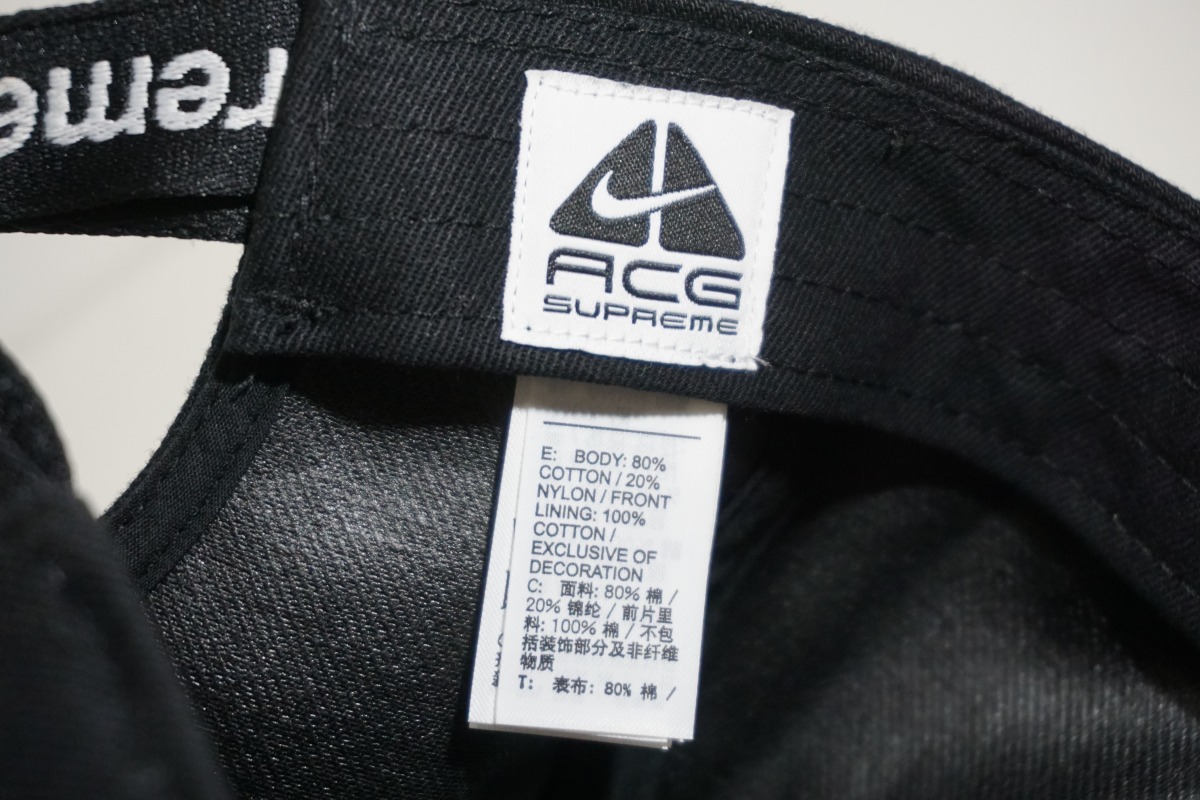 reme
ACG
SUPREME
E: BODY: 80%
COTTON / 20%
NYLON / FRONT
LINING: 100%
COTTON /
EXCLUSIVE OF
DECORATION
C: 面料: 80% 棉 /
20% 锦纶 / 前片里
料: 100% 棉 / 不包
括装饰部分及非纤维
物质
T: 表布: 80% 棉 /